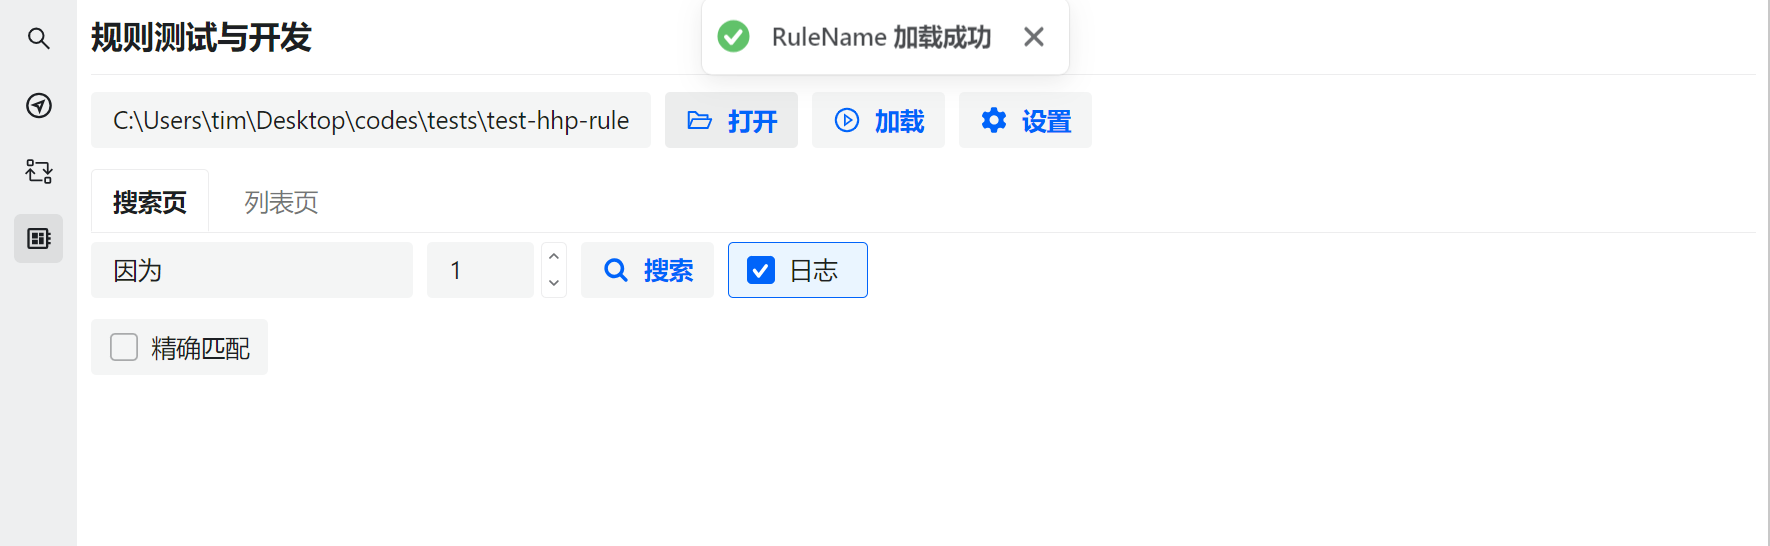 规则测试与开发
RuleName 加载成功
C:\Users\tim\Desktop\codes\tests\test-hhp-rule 打开 加载 设置
搜索页 列表页
因为 1 搜索 日志
精确匹配